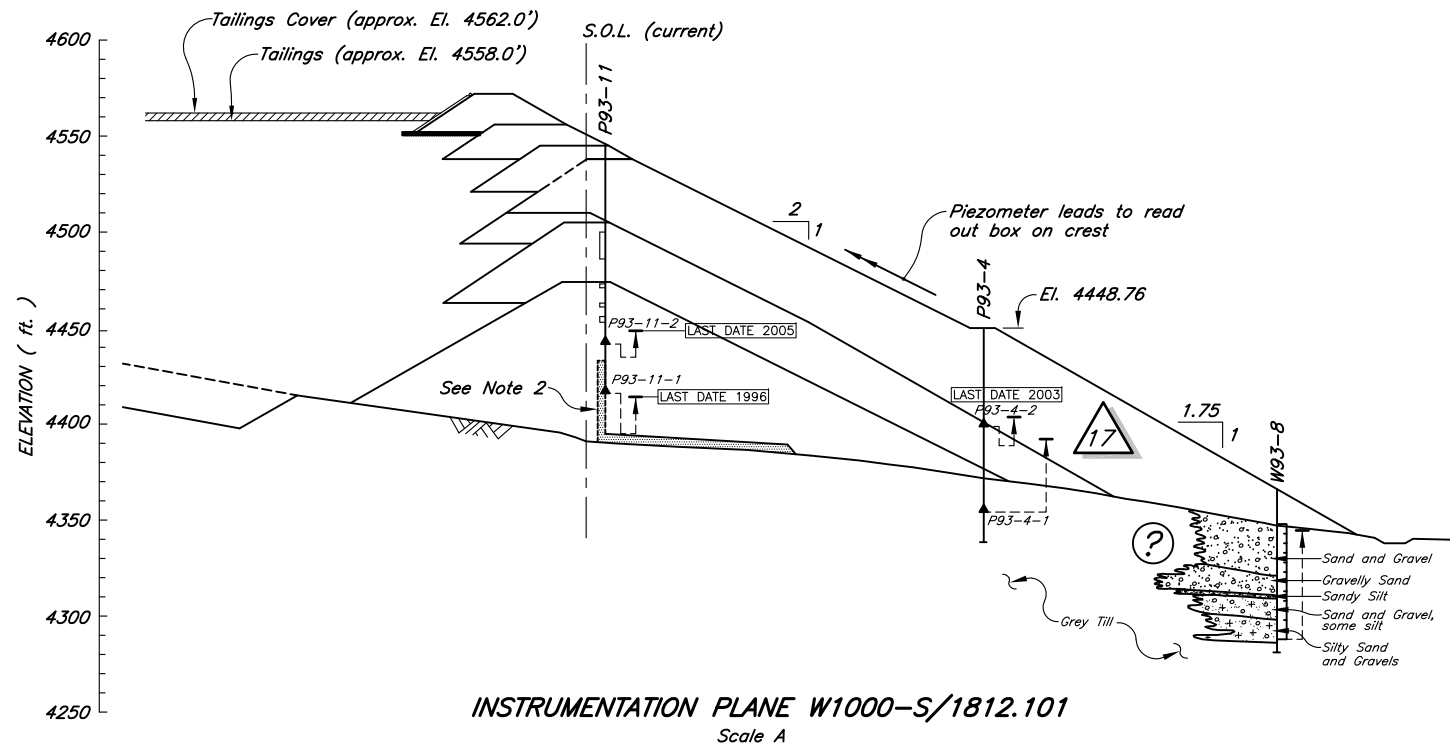 Tailings Cover (approx. El. 4562.0')
Tailings (approx. El. 4558.0')
S.O.L. (current)
P93-11
4600
4550
4500
4450
4400
4350
4300
4250
ELEVATION ( ft. )
2
1
Piezometer leads to read
out box on crest
P93-4
El. 4448.76
P93-11-2
LAST DATE 2005
P93-11-1
LAST DATE 1996
See Note 2
LAST DATE 2003
P93-4-2
17
1.75
1
W93-8
P93-4-1
?
Sand and Gravel
Gravelly Sand
Sandy Silt
Sand and Gravel,
some silt
Silty Sand
and Gravels
Grey Till
INSTRUMENTATION PLANE W1000-S/1812.101
Scale A